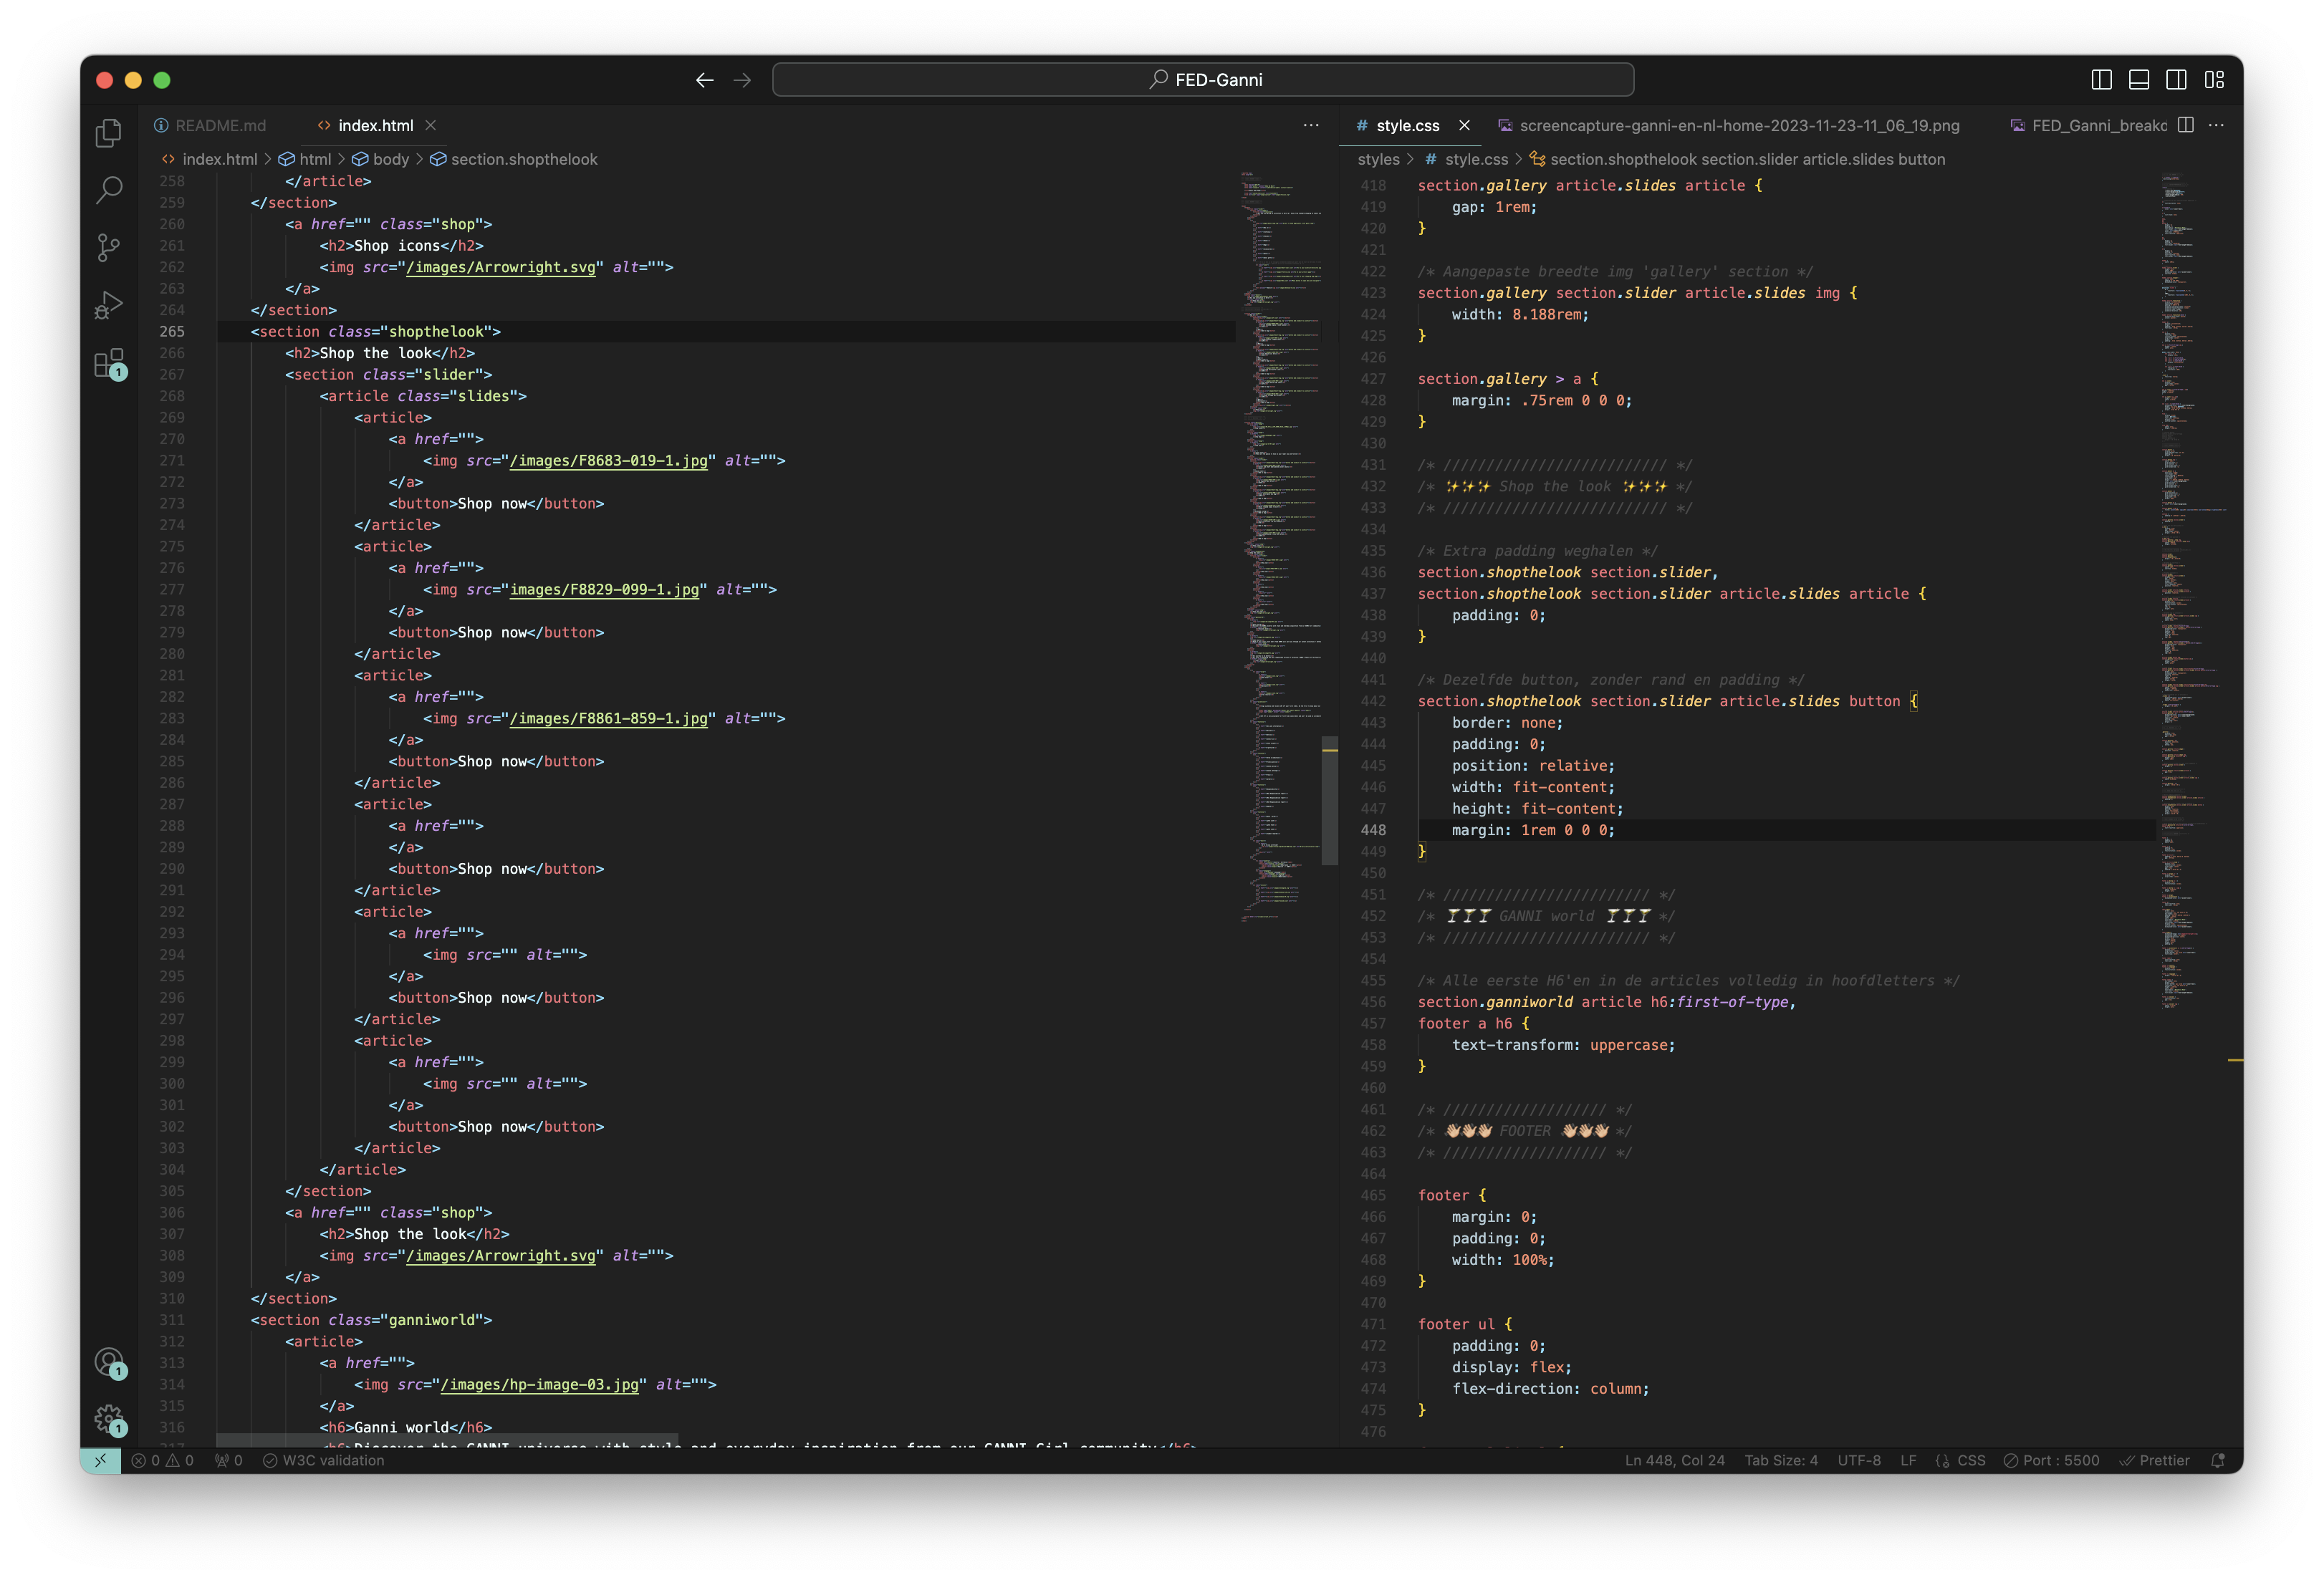 FED-Ganni
README.md
index.html
index.html > html > body > section.shopthelook
258 </article>
259 </section>
260 <a href="" class="shop">
261 <h2>Shop icons</h2>
262 <img src="/images/Arrowright.svg" alt="">
263 </a>
264 </section>
265 <section class="shopthelook">
266 <h2>Shop the look</h2>
267 <section class="slider">
268 <article class="slides">
269 <article>
270 <a href="">
271 <img src="/images/F8683-019-1.jpg" alt="">
272 </a>
273 <button>Shop now</button>
274 </article>
275 <article>
276 <a href="">
277 <img src="images/F8829-099-1.jpg" alt="">
278 </a>
279 <button>Shop now</button>
280 </article>
281 <article>
282 <a href="">
283 <img src="/images/F8861-859-1.jpg" alt="">
284 </a>
285 <button>Shop now</button>
286 </article>
287 <article>
288 <a href="">
289 </a>
290 <button>Shop now</button>
291 </article>
292 <article>
293 <a href="">
294 <img src="" alt="">
295 </a>
296 <button>Shop now</button>
297 </article>
298 <article>
299 <a href="">
300 <img src="" alt="">
301 </a>
302 <button>Shop now</button>
303 </article>
304 </article>
305 </section>
306 <a href="" class="shop">
307 <h2>Shop the look</h2>
308 <img src="/images/Arrowright.svg" alt="">
309 </a>
310 </section>
311 <section class="ganniworld">
312 <article>
313 <a href="">
314 <img src="/images/hp-image-03.jpg" alt="">
315 </a>
316 <h6>Ganni world</h6>
317 <h6>Discover the GANNI universe with style and everyday inspiration from our GANNI Girl community</h6>
# style.css
screencapture-ganni-en-nl-home-2023-11-23-11_06_19.png
FED_Ganni_breakd
styles > # style.css > section.shopthelook section.slider article.slides button
418 section.gallery article.slides article {
419 gap: 1rem;
420 }
421
422 /* Aangepaste breedte img 'gallery' section */
423 section.gallery section.slider article.slides img {
424 width: 8.188rem;
425 }
426
427 section.gallery > a {
428 margin: .75rem 0 0 0;
429 }
430
431 /* ////////////////////////// */
432 /* ✨✨✨ Shop the look ✨✨✨ */
433 /* ////////////////////////// */
434
435 /* Extra padding weghalen */
436 section.shopthelook section.slider,
437 section.shopthelook section.slider article.slides article {
438 padding: 0;
439 }
440
441 /* Dezelfde button, zonder rand en padding */
442 section.shopthelook section.slider article.slides button {
443 border: none;
444 padding: 0;
445 position: relative;
446 width: fit-content;
447 height: fit-content;
448 margin: 1rem 0 0 0;
449 }
450
451 /* //////////////////////// */
452 /* 🍸🍸🍸 GANNI world 🍸🍸🍸 */
453 /* //////////////////////// */
454
455 /* Alle eerste H6'en in de articles volledig in hoofdletters */
456 section.ganniworld article h6:first-of-type,
457 footer a h6 {
458 text-transform: uppercase;
459 }
460
461 /* /////////////////// */
462 /* 👋🏼👋🏼👋🏼 FOOTER 👋🏼👋🏼👋🏼 */
463 /* /////////////////// */
464
465 footer {
466 margin: 0;
467 padding: 0;
468 width: 100%;
469 }
470
471 footer ul {
472 padding: 0;
473 display: flex;
474 flex-direction: column;
475 }
476
1
1
1
0 0 0 W3C validation
Ln 448, Col 24 Tab Size: 4 UTF-8 LF {} CSS Port : 5500 Prettier